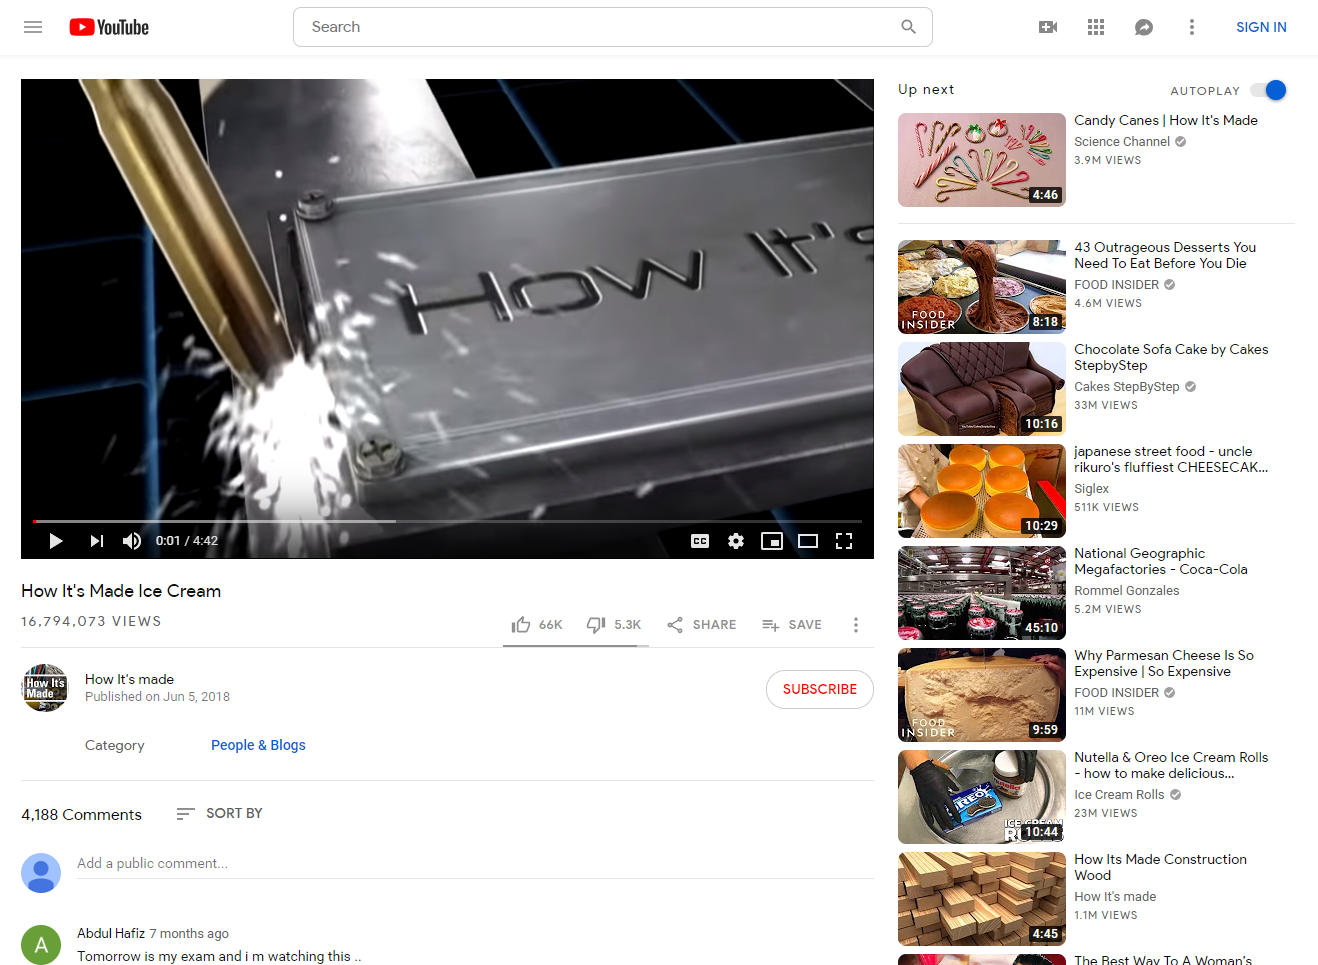 YouTube
Search
SIGN IN
How It's
0:01 / 4:42
CC
How It's Made Ice Cream
16,794,073 VIEWS
66K
5.3K
SHARE
SAVE
How It's
Made
How It's made
Published on Jun 5, 2018
SUBSCRIBE
Category
People & Blogs
4,188 Comments
SORT BY
Add a public comment...
A
Abdul Hafiz 7 months ago
Tomorrow is my exam and i m watching this ..
Up next
AUTOPLAY
4:46
Candy Canes | How It's Made
Science Channel
3.9M VIEWS
FOOD
INSIDER
8:18
43 Outrageous Desserts You
Need To Eat Before You Die
FOOD INSIDER
4.6M VIEWS
10:16
Chocolate Sofa Cake by Cakes
StepbyStep
Cakes StepByStep
33M VIEWS
10:29
japanese street food - uncle
rikuro's fluffiest CHEESECAK...
Siglex
511K VIEWS
45:10
National Geographic
Megafactories - Coca-Cola
Rommel Gonzales
5.2M VIEWS
FOOD
INSIDER
9:59
Why Parmesan Cheese Is So
Expensive | So Expensive
FOOD INSIDER
11M VIEWS
OREO
ICE CREAM
10:44
Nutella & Oreo Ice Cream Rolls
- how to make delicious...
Ice Cream Rolls
23M VIEWS
4:45
How Its Made Construction
Wood
How It's made
1.1M VIEWS
The Best Way To A Woman's